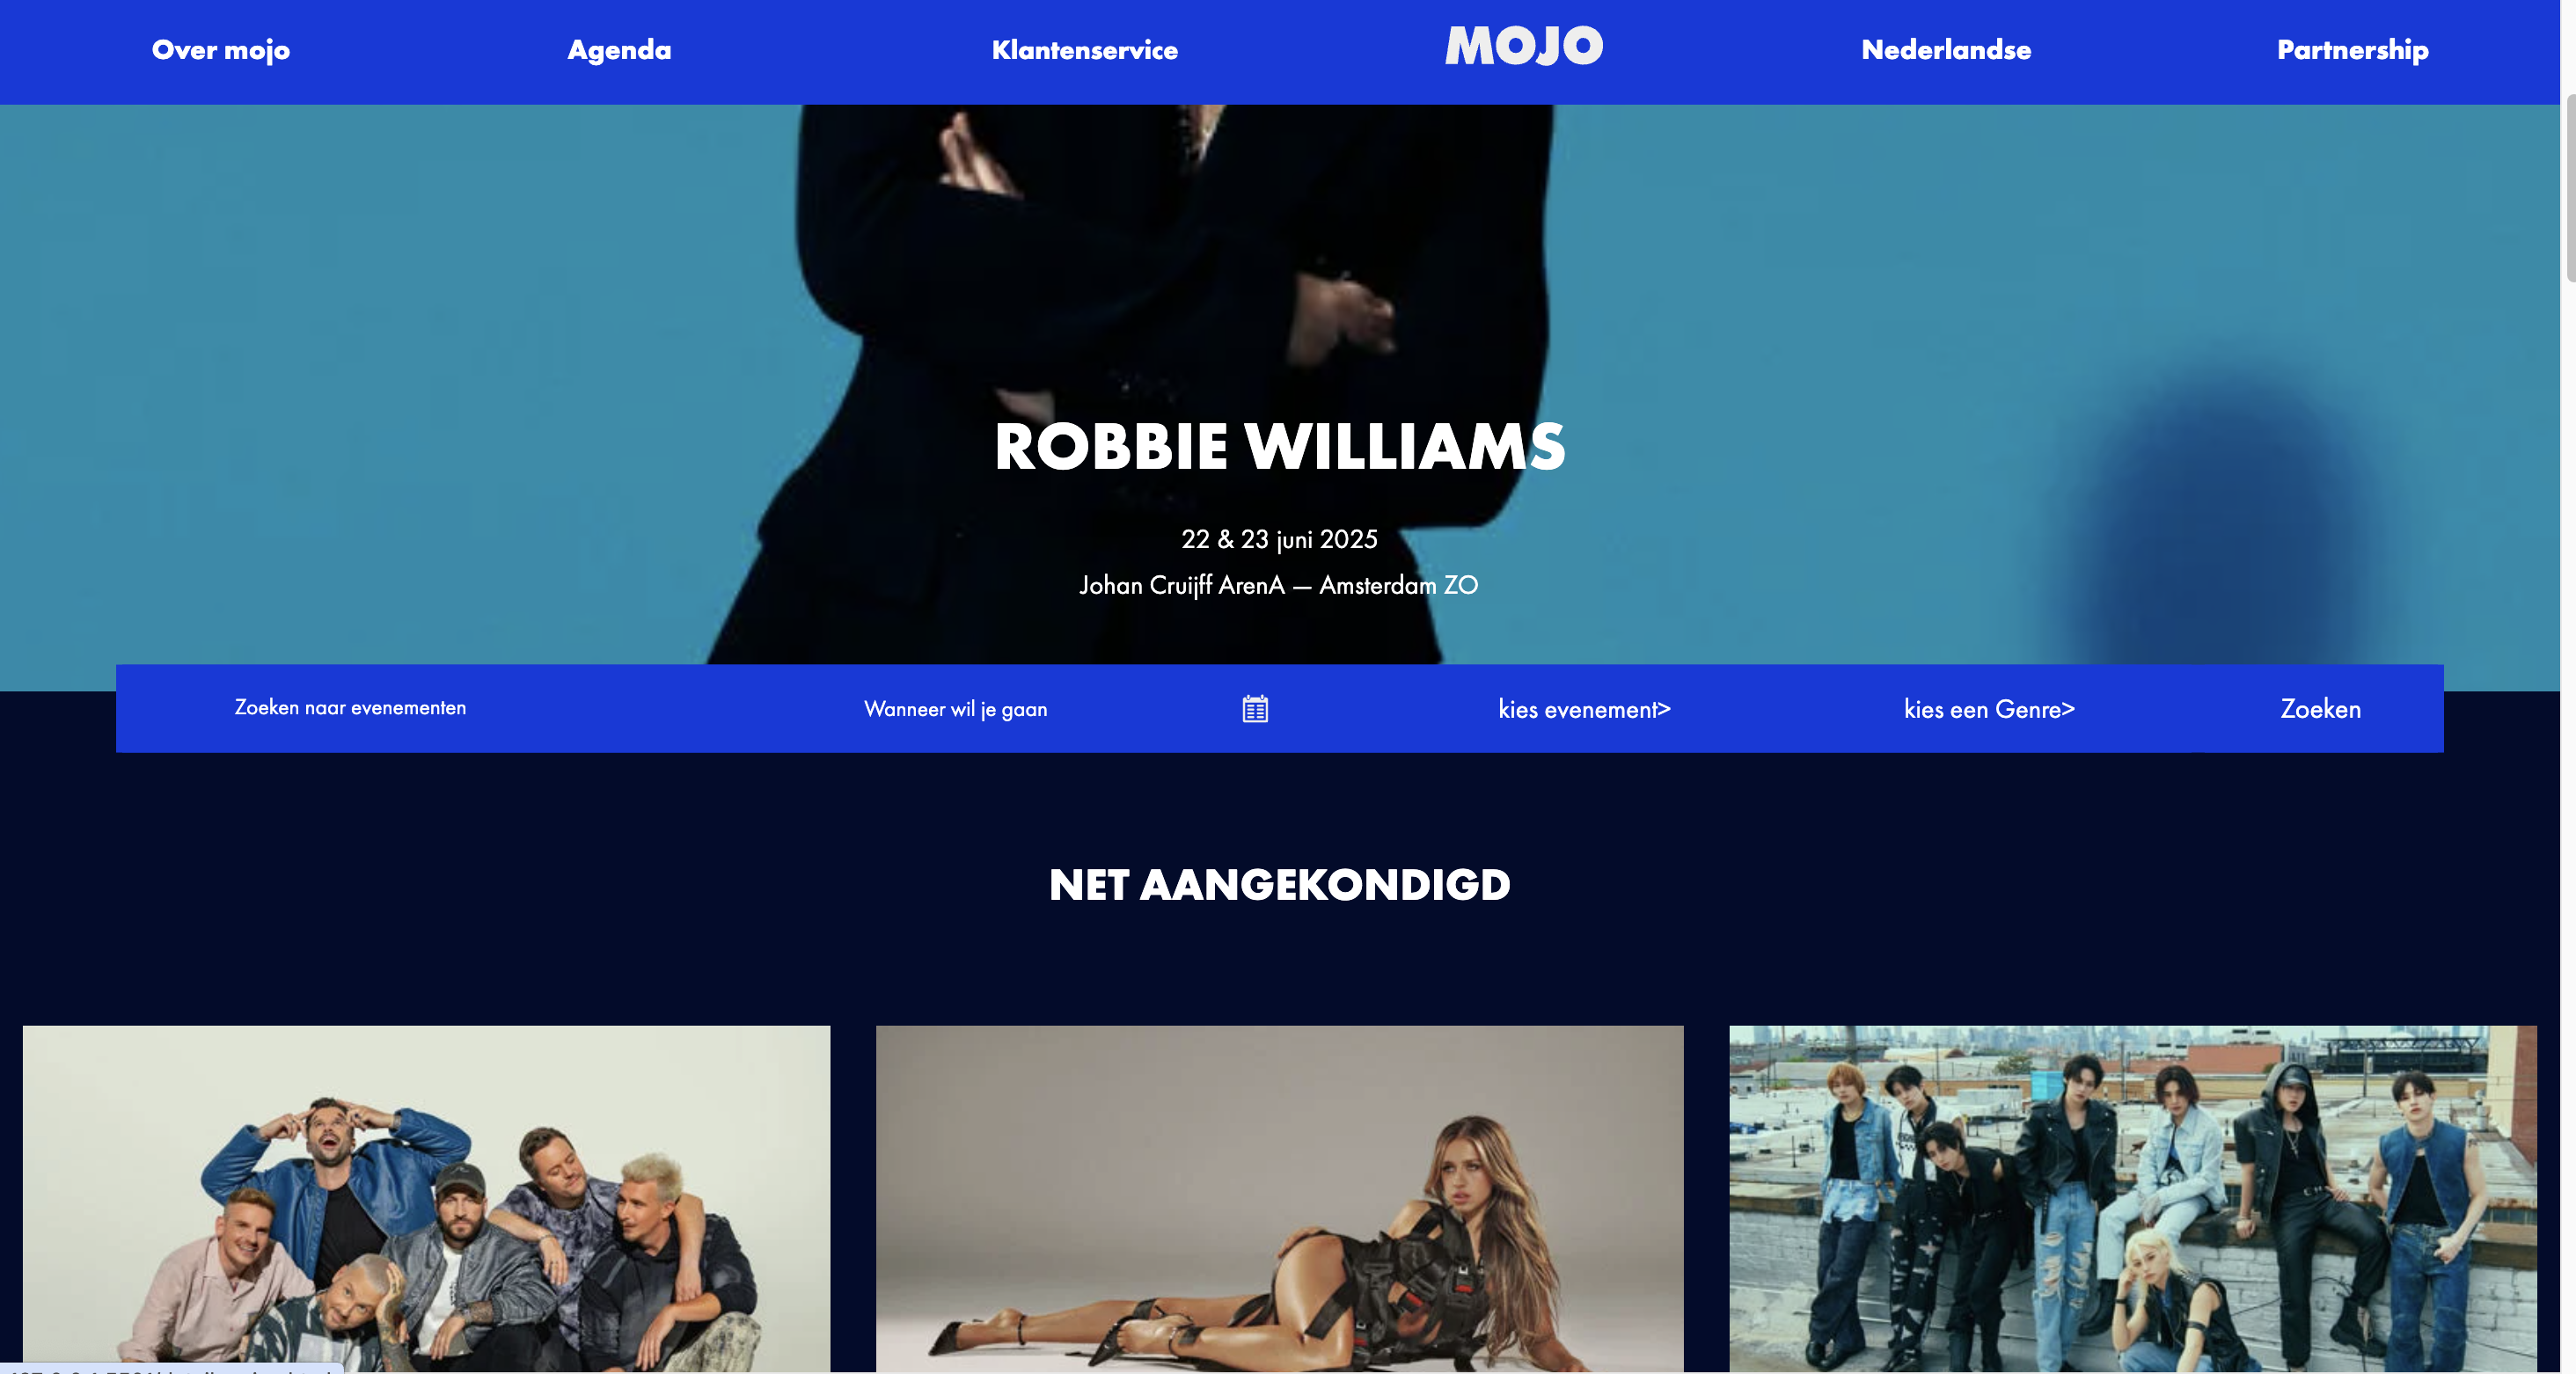 Over mojo
Agenda
Klantenservice
MOJO
Nederlandse
Partnership
ROBBIE WILLIAMS
22 & 23 juni 2025
Johan Cruijff ArenA — Amsterdam ZO
Zoeken naar evenementen
Wanneer wil je gaan
kies evenement>
kies een Genre>
Zoeken
NET AANGEKONDIGD